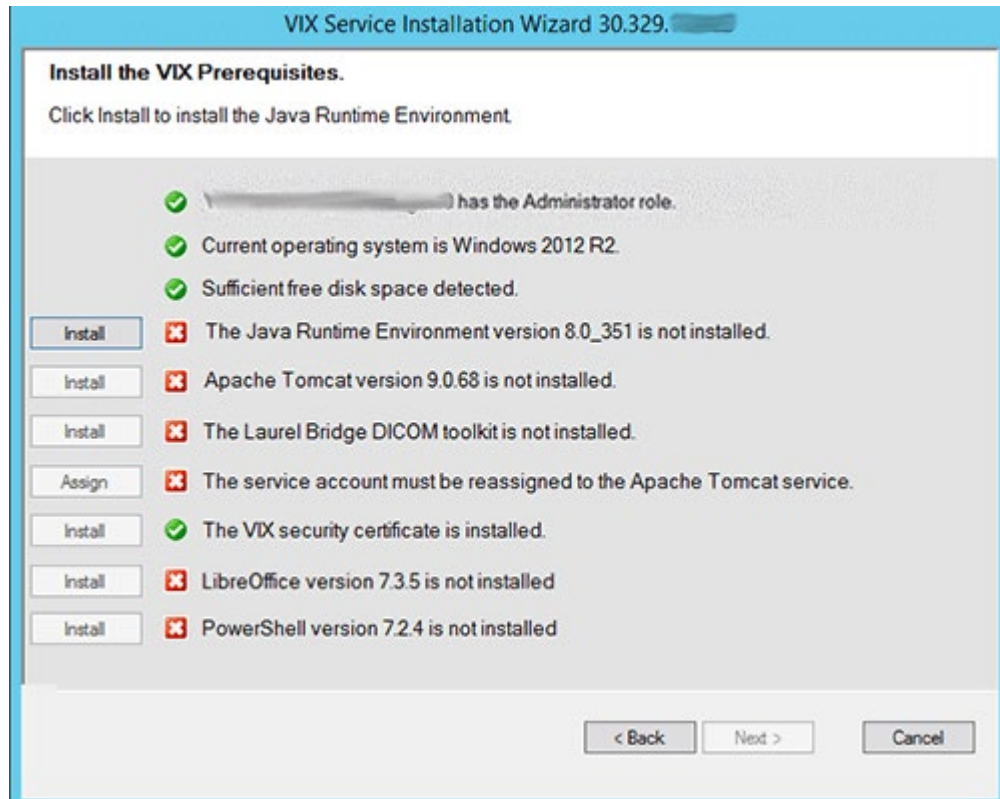 VIX Service Installation Wizard 30.329.
Install the VIX Prerequisites.
Click Install to install the Java Runtime Environment.
has the Administrator role.
Current operating system is Windows 2012 R2.
Sufficient free disk space detected.
Install The Java Runtime Environment version 8.0_351 is not installed.
Install Apache Tomcat version 9.0.68 is not installed.
Install The Laurel Bridge DICOM toolkit is not installed.
Assign The service account must be reassigned to the Apache Tomcat service.
Install The VIX security certificate is installed.
Install LibreOffice version 7.3.5 is not installed
Install PowerShell version 7.2.4 is not installed
< Back Next > Cancel